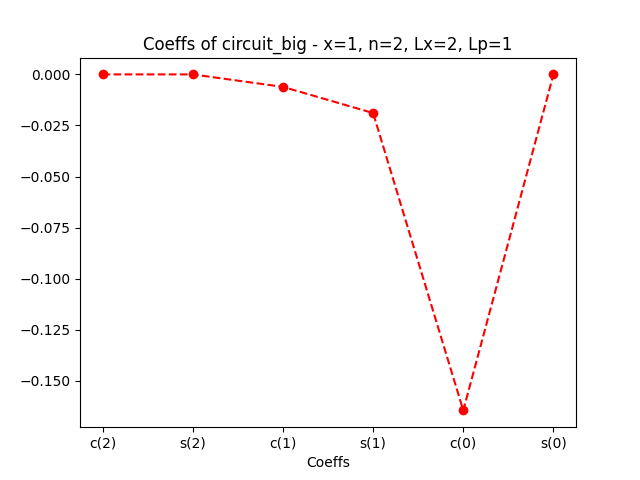 Coeffs of circuit_big - x=1, n=2, Lx=2, Lp=1
0.000
−0.025
−0.050
−0.075
−0.100
−0.125
−0.150
c(2) s(2) c(1) s(1) c(0) s(0)
Coeffs